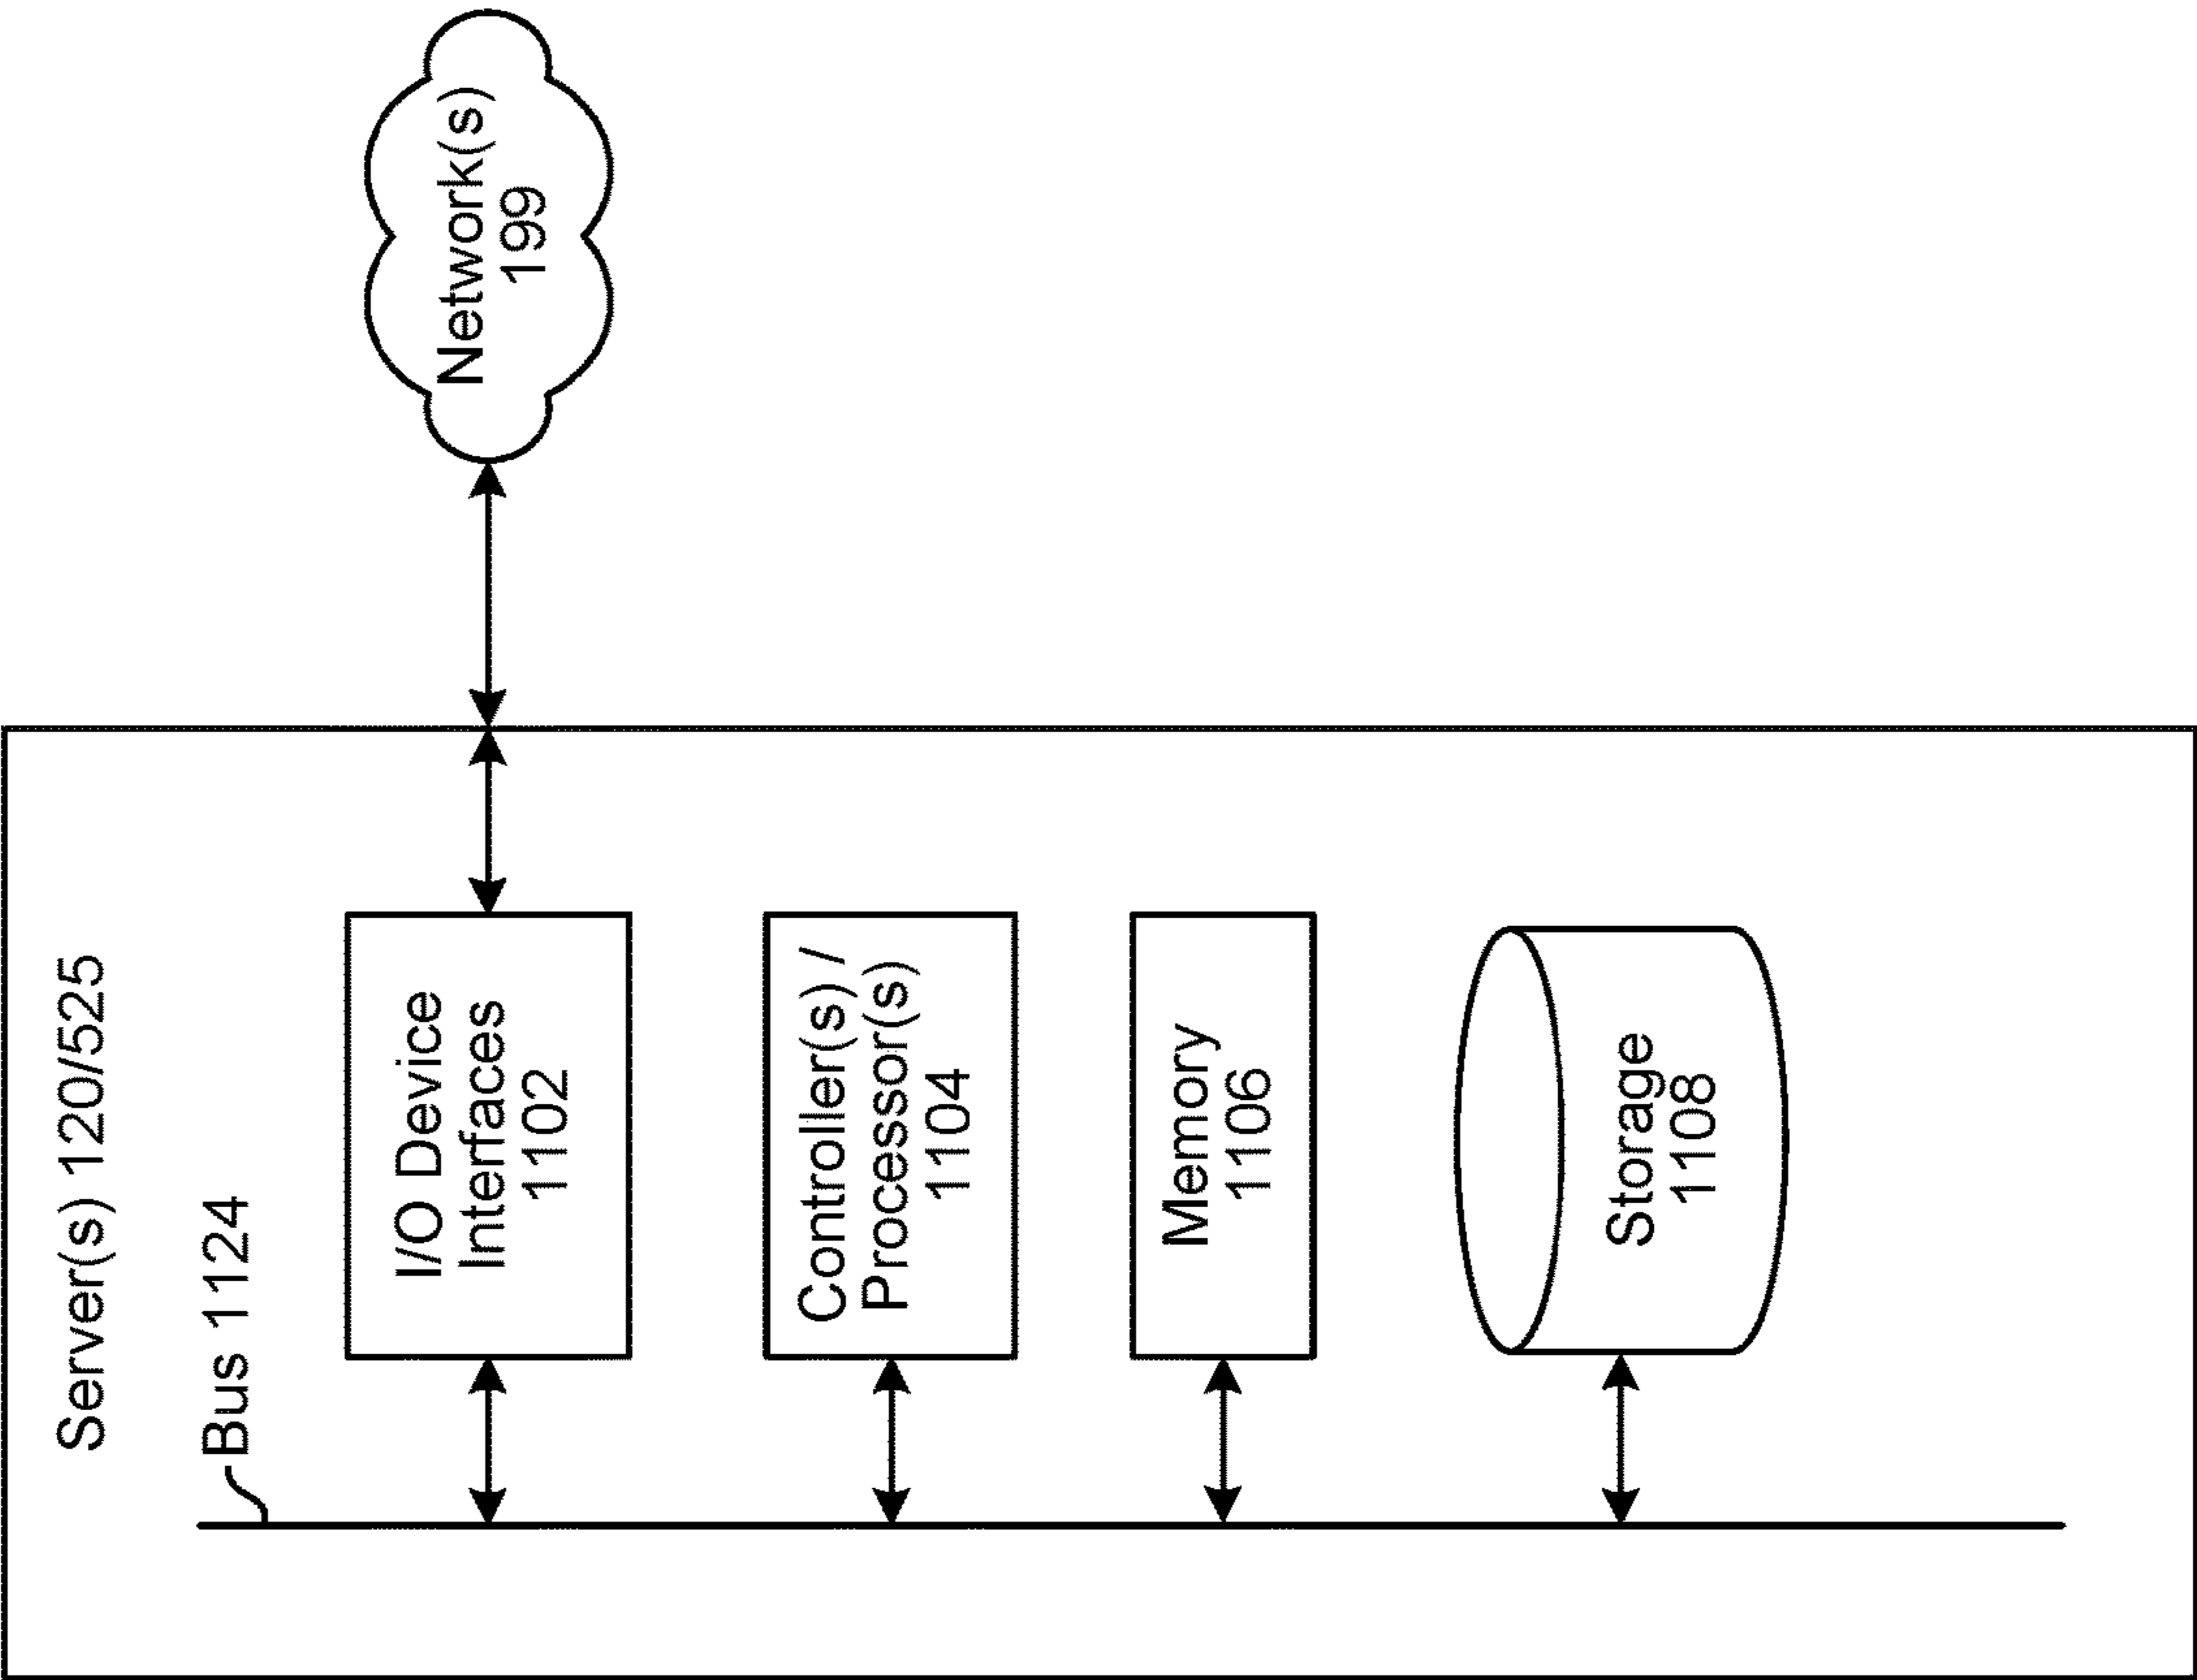 Server(s) 120/525
Bus 1124
I/O Device
Interfaces
1102
Network(s)
199
Controller(s) /
Processor(s)
1104
Memory
1106
Storage
1108